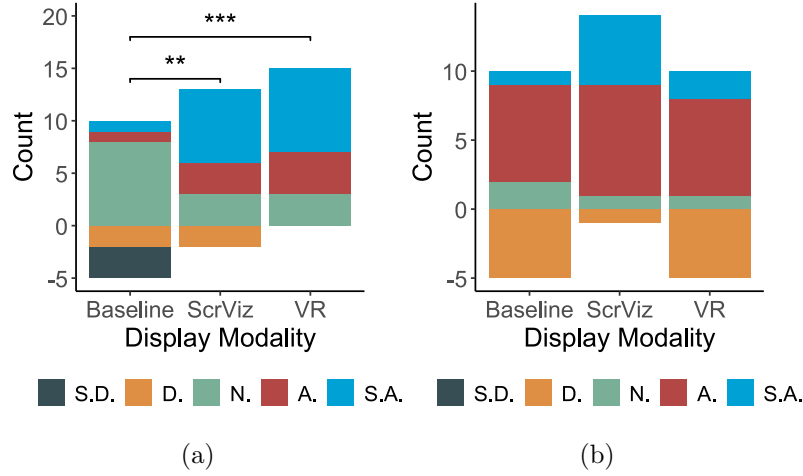 20
15
10
5
0
-5
Count
***
**
Baseline ScrViz VR
Display Modality
S.D. D. N. A. S.A.
(a)
10
5
0
-5
Count
Baseline ScrViz VR
Display Modality
S.D. D. N. A. S.A.
(b)